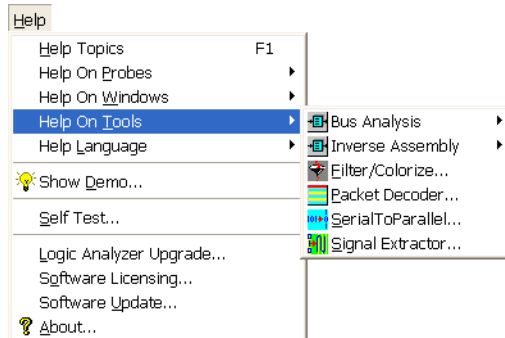 Help
Help Topics F1
Help On Probes
Help On Windows
Help On Tools
Help Language
Show Demo...
Self Test...
Logic Analyzer Upgrade...
Software Licensing...
Software Update...
About...
Bus Analysis
Inverse Assembly
Filter/Colorize...
Packet Decoder...
SerialToParallel...
Signal Extractor...